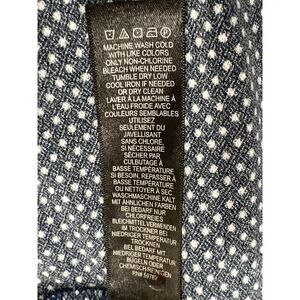 MACHINE WASH COLD
WITH LIKE COLORS
ONLY NON-CHLORINE
BLEACH WHEN NEEDED
TUMBLE DRY LOW
COOL IRON IF NEEDED
OR DRY CLEAN
LAVER À LA MACHINE À
L'EAU FROIDE AVEC
COULEURS SEMBLABLES
UTILISEZ
SEULEMENT DU
JAVELLISANT
SANS CHLORE,
SI NÉCESSAIRE
SÉCHER PAR
CULBUTAGE À
BASSE TEMPÉRATURE
SI BESOIN, REPASSER À
BASSE TEMPÉRATURE
OU NETTOYER À SEC
WASCHMASCHINE KALT
MIT ÄHNLICHEN FARBEN
BEI BEDARF NUR
CHLORFREIES
BLEICHMITTEL VERWENDEN
IM TROCKNER BEI
NIEDRIGER TEMPERATUR
TROCKNEN
BEI BEDARF MIT
NIEDRIGER TEMPERATUR
BÜGELN ODER
CHEMISCH REINIGEN